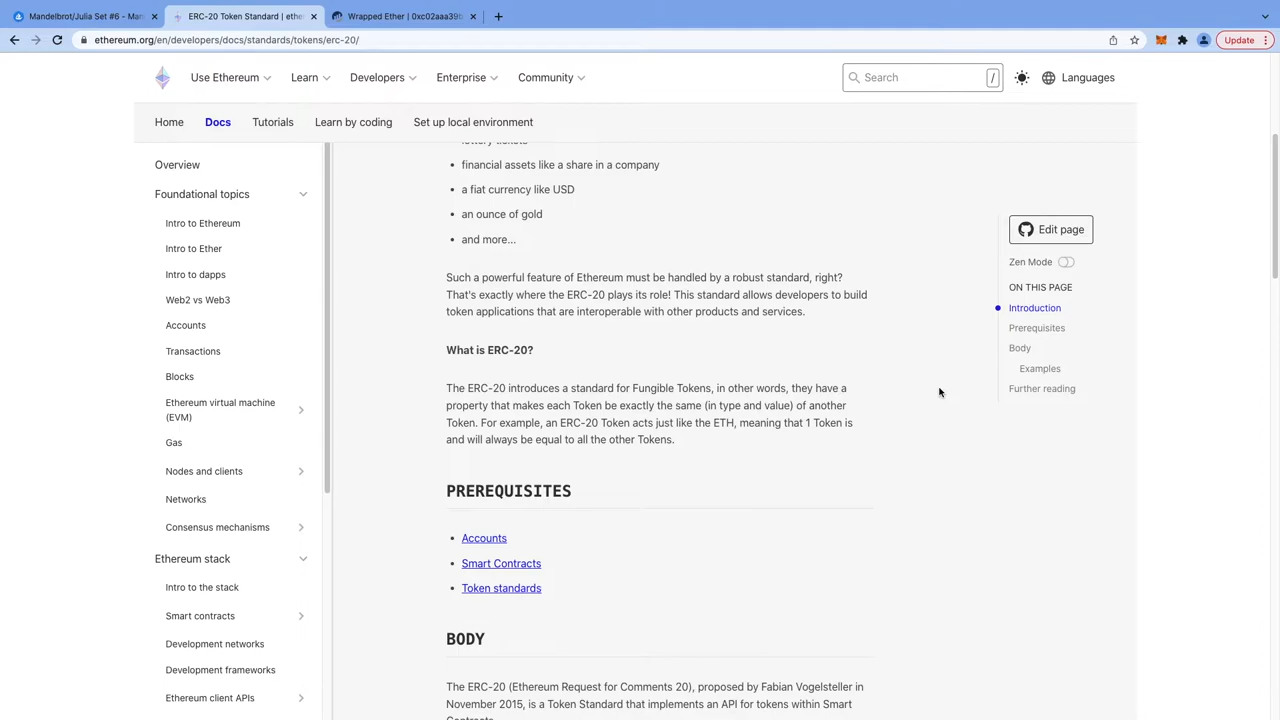 Mandelbrot/Julia Set #6 - Man
ERC-20 Token Standard | ethe
Wrapped Ether | 0xc02aaa39b
ethereum.org/en/developers/docs/standards/tokens/erc-20/
Update
Use Ethereum
Learn
Developers
Enterprise
Community
Search
/
Languages
Home
Docs
Tutorials
Learn by coding
Set up local environment
Overview
Foundational topics
Intro to Ethereum
Intro to Ether
Intro to dapps
Web2 vs Web3
Accounts
Transactions
Blocks
Ethereum virtual machine
(EVM)
Gas
Nodes and clients
Networks
Consensus mechanisms
Ethereum stack
Intro to the stack
Smart contracts
Development networks
Development frameworks
Ethereum client APIs
lottery tickets
• financial assets like a share in a company
• a fiat currency like USD
• an ounce of gold
• and more...
Such a powerful feature of Ethereum must be handled by a robust standard, right?
That's exactly where the ERC-20 plays its role! This standard allows developers to build
token applications that are interoperable with other products and services.
What is ERC-20?
The ERC-20 introduces a standard for Fungible Tokens, in other words, they have a
property that makes each Token be exactly the same (in type and value) of another
Token. For example, an ERC-20 Token acts just like the ETH, meaning that 1 Token is
and will always be equal to all the other Tokens.
PREREQUISITES
• Accounts
• Smart Contracts
• Token standards
BODY
The ERC-20 (Ethereum Request for Comments 20), proposed by Fabian Vogelsteller in
November 2015, is a Token Standard that implements an API for tokens within Smart
Contracts.
Edit page
Zen Mode
ON THIS PAGE
Introduction
Prerequisites
Body
Examples
Further reading